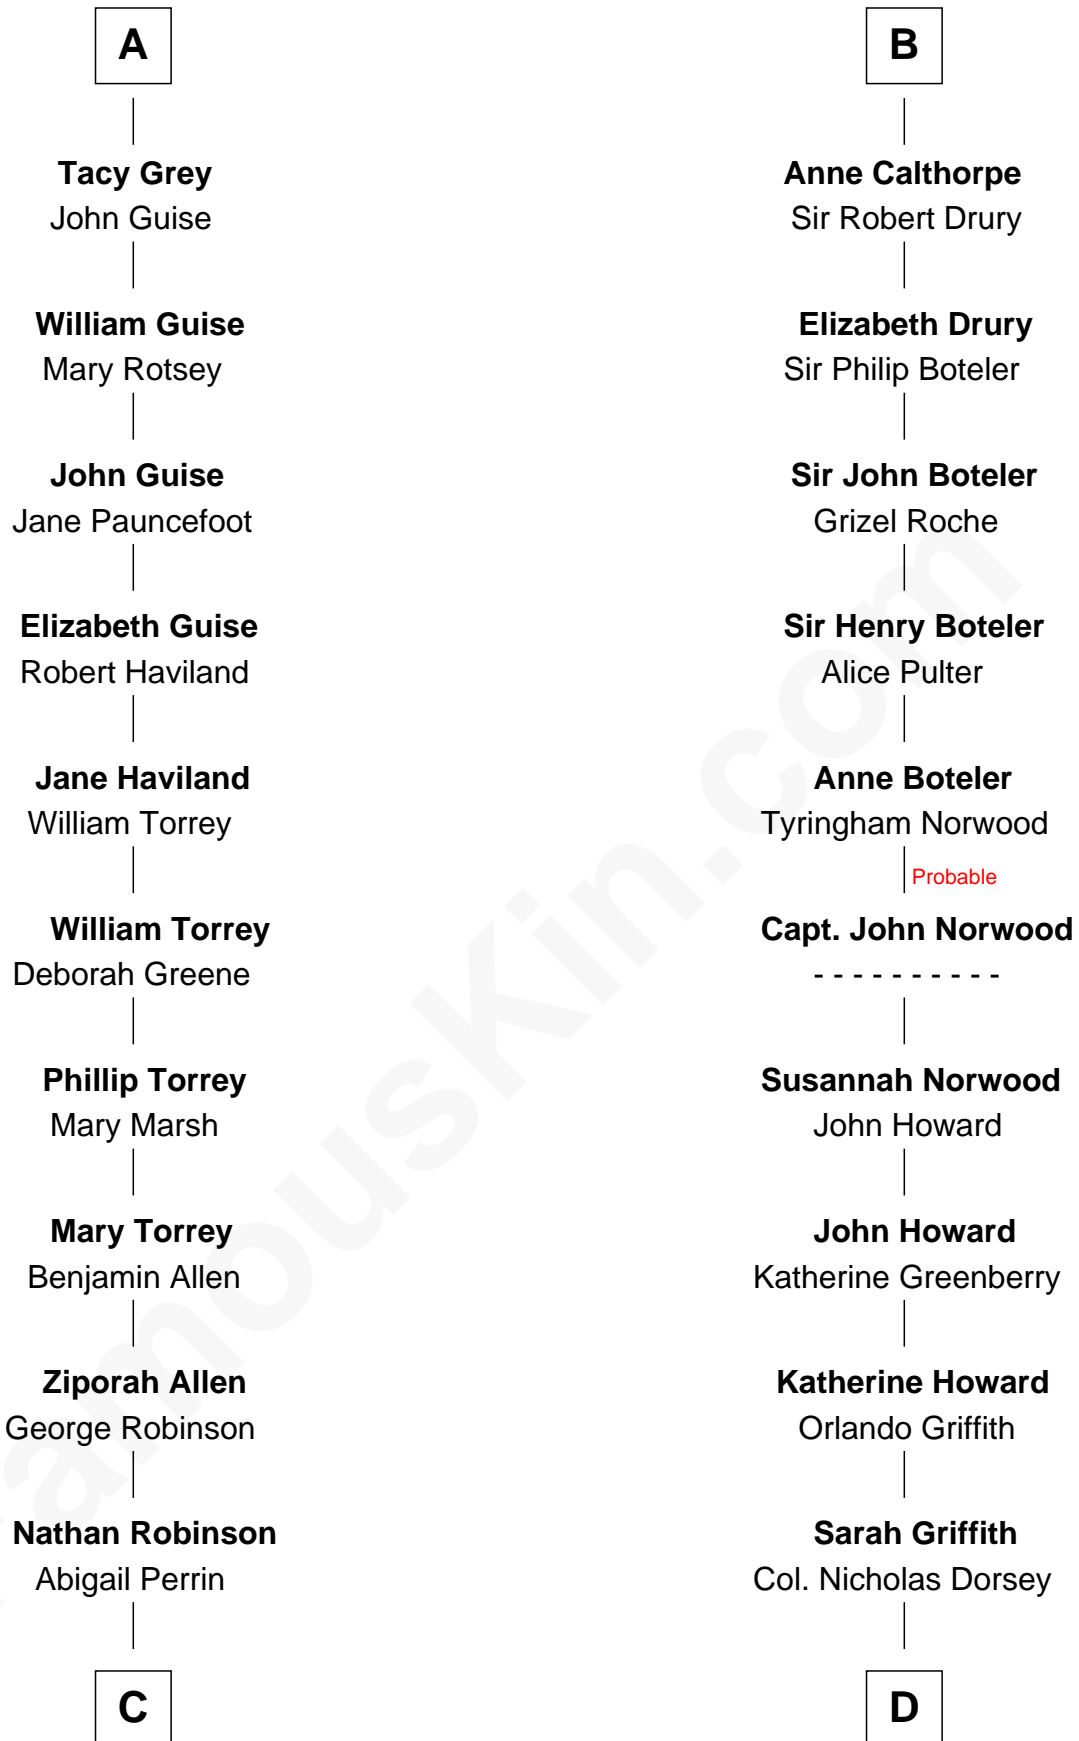 A
Tacy Grey
John Guise
William Guise
Mary Rotsey
John Guise
Jane Pauncefoot
Elizabeth Guise
Robert Haviland
Jane Haviland
William Torrey
William Torrey
Deborah Greene
Phillip Torrey
Mary Marsh
Mary Torrey
Benjamin Allen
Ziporah Allen
George Robinson
Nathan Robinson
Abigail Perrin
C
B
Anne Calthorpe
Sir Robert Drury
Elizabeth Drury
Sir Philip Boteler
Sir John Boteler
Grizel Roche
Sir Henry Boteler
Alice Pulter
Anne Boteler
Tyringham Norwood
Probable
Capt. John Norwood
- - - - - - - - - -
Susannah Norwood
John Howard
John Howard
Katherine Greenberry
Katherine Howard
Orlando Griffith
Sarah Griffith
Col. Nicholas Dorsey
D
FamousKin.com